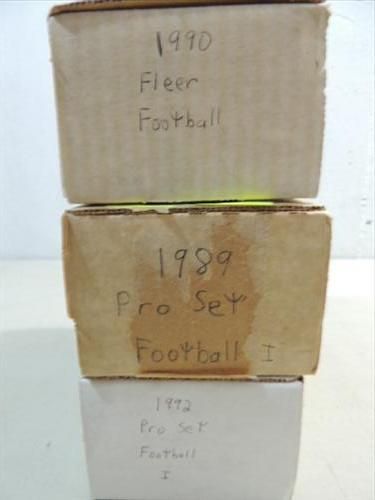 1990
Fleer
Football
1989
Pro Set
Football I
1992
Pro Set
Football
I